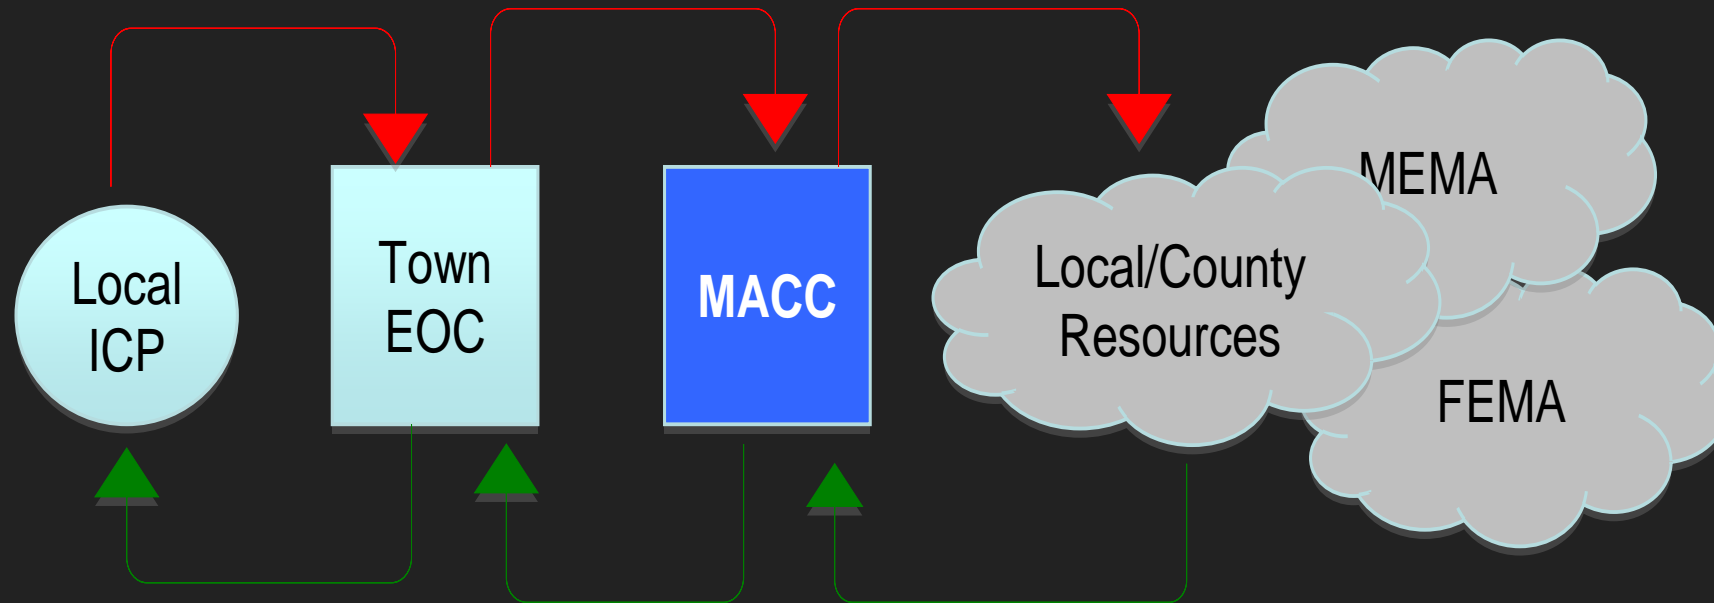 Local
ICP
Town
EOC
MACC
Local/County
Resources
MEMA
FEMA